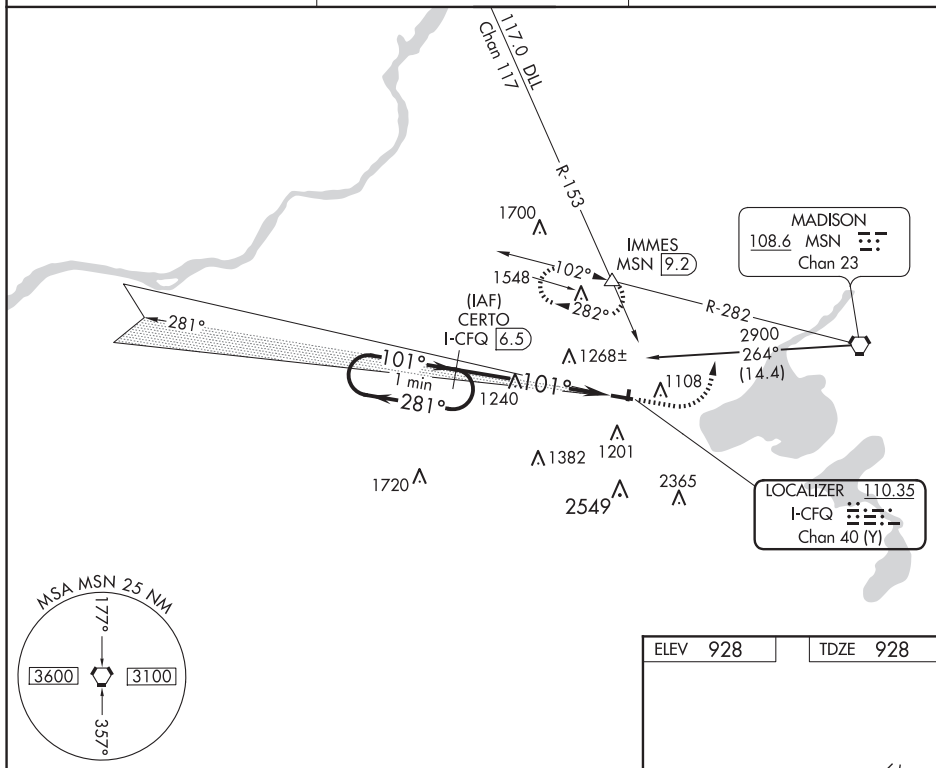 117.0 DLL
Chan 117
R-153
1700
IMMES
MSN 9.2
MADISON
108.6 MSN
Chan 23
102°
1548
282°
R-282
281°
(IAF)
CERTO
I-CFQ 6.5
2900
264°
(14.4)
1268±
101°
1 min
281°
1240
101°
1108
1382
1201
1720
2549
2365
LOCALIZER 110.35
I-CFQ
Chan 40 (Y)
MSA MSN 25 NM
177°
3600
3100
357°
ELEV 928
TDZE 928